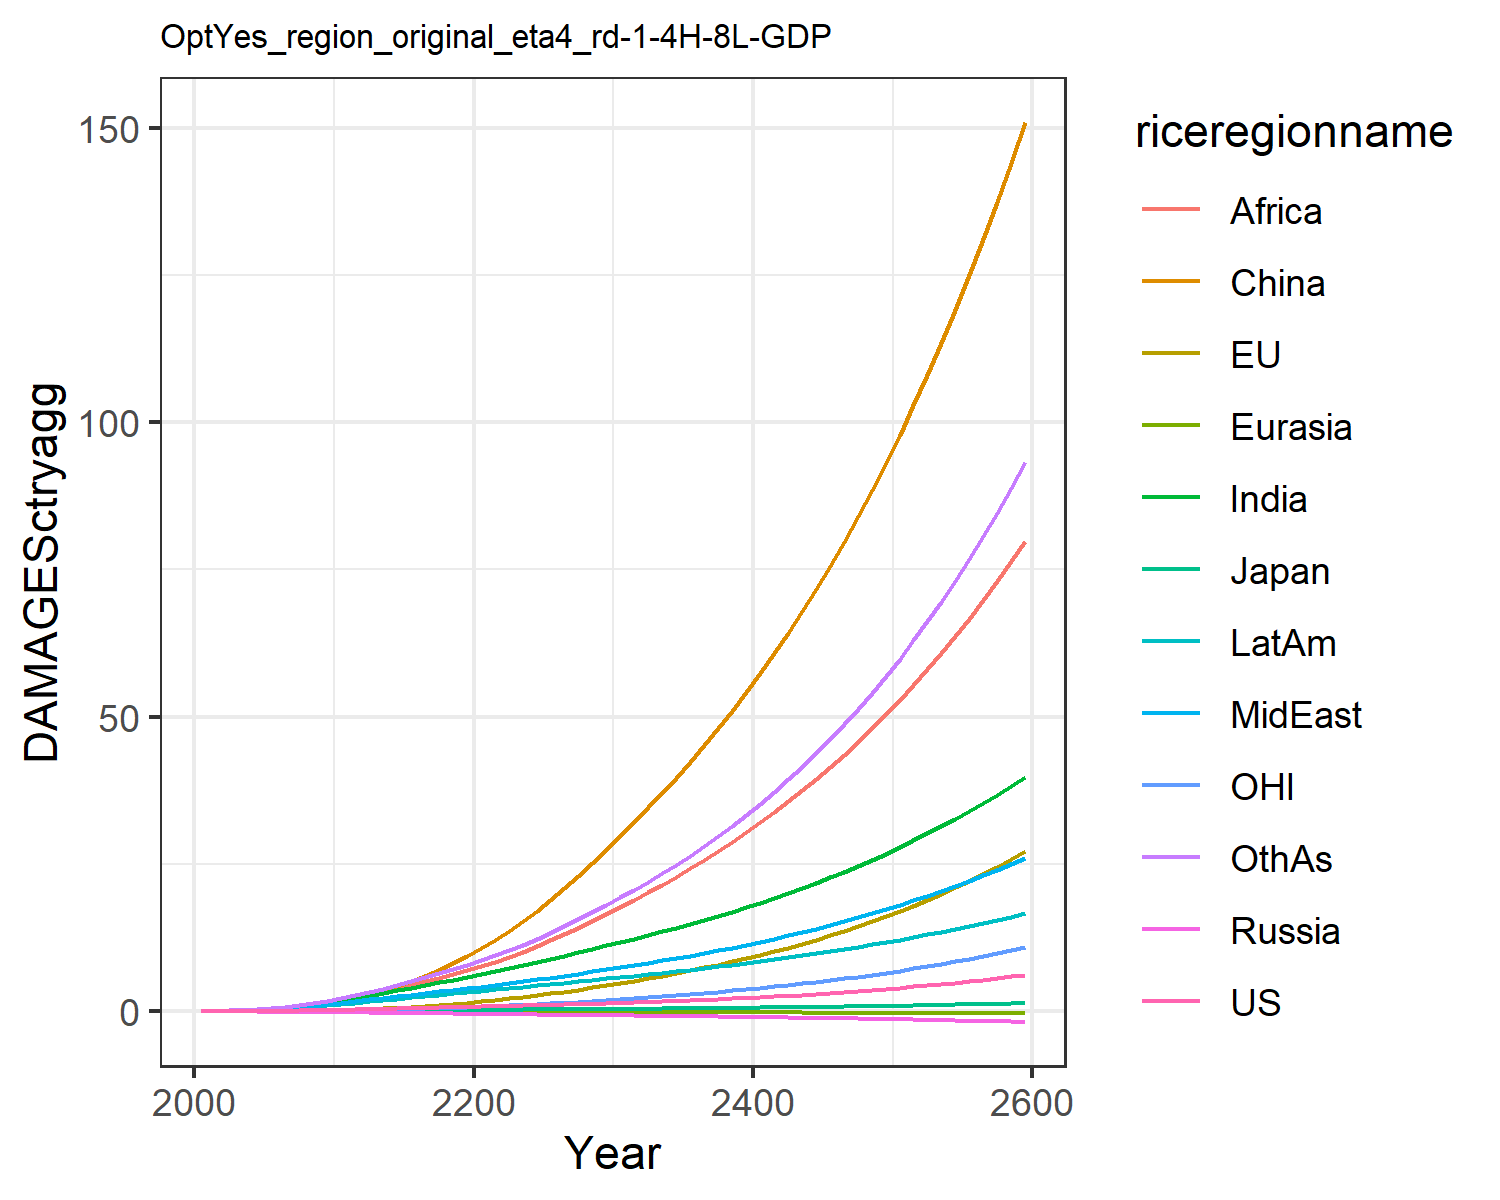 OptYes_region_original_eta4_rd-1-4H-8L-GDP
150
100
50
0
DAMAGESctryagg
2000
2200
2400
2600
Year
riceregionname
Africa
China
EU
Eurasia
India
Japan
LatAm
MidEast
OHI
OthAs
Russia
US